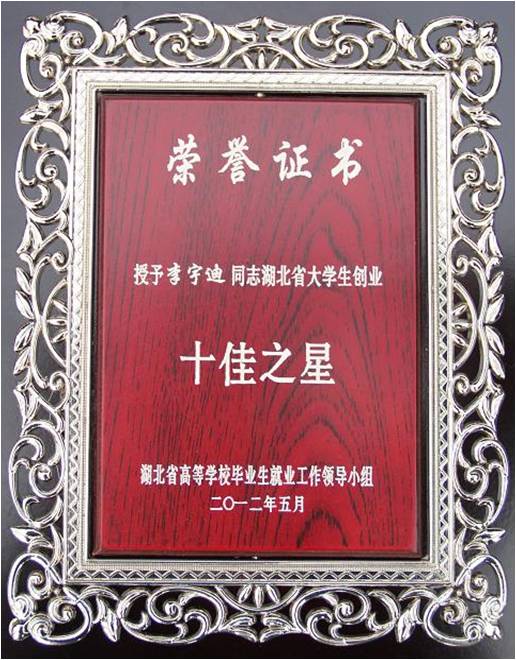 荣誉证书
授予李宇迪同志湖北省大学生创业
十佳之星
湖北省高等学校毕业生就业工作领导小组
二〇一二年五月